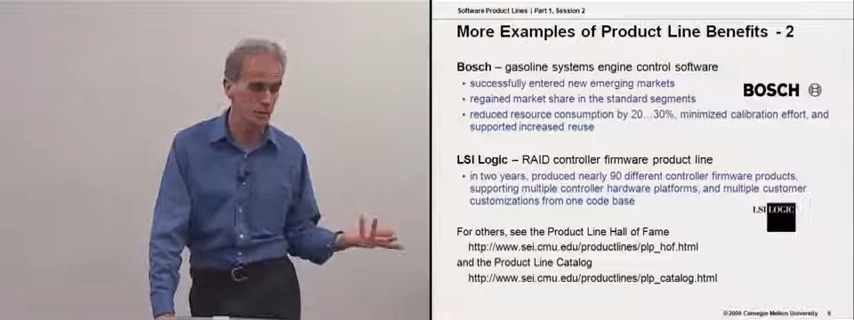 Software Product Lines | Part 1, Session 2
More Examples of Product Line Benefits - 2
Bosch – gasoline systems engine control software
• successfully entered new emerging markets
• regained market share in the standard segments
• reduced resource consumption by 20…30%, minimized calibration effort, and
supported increased reuse
BOSCH
LSI Logic – RAID controller firmware product line
• in two years, produced nearly 90 different controller firmware products,
supporting multiple controller hardware platforms, and multiple customer
customizations from one code base
LSI LOGIC
For others, see the Product Line Hall of Fame
http://www.sei.cmu.edu/productlines/plp_hof.html
and the Product Line Catalog
http://www.sei.cmu.edu/productlines/plp_catalog.html
© 2009 Carnegie Mellon University